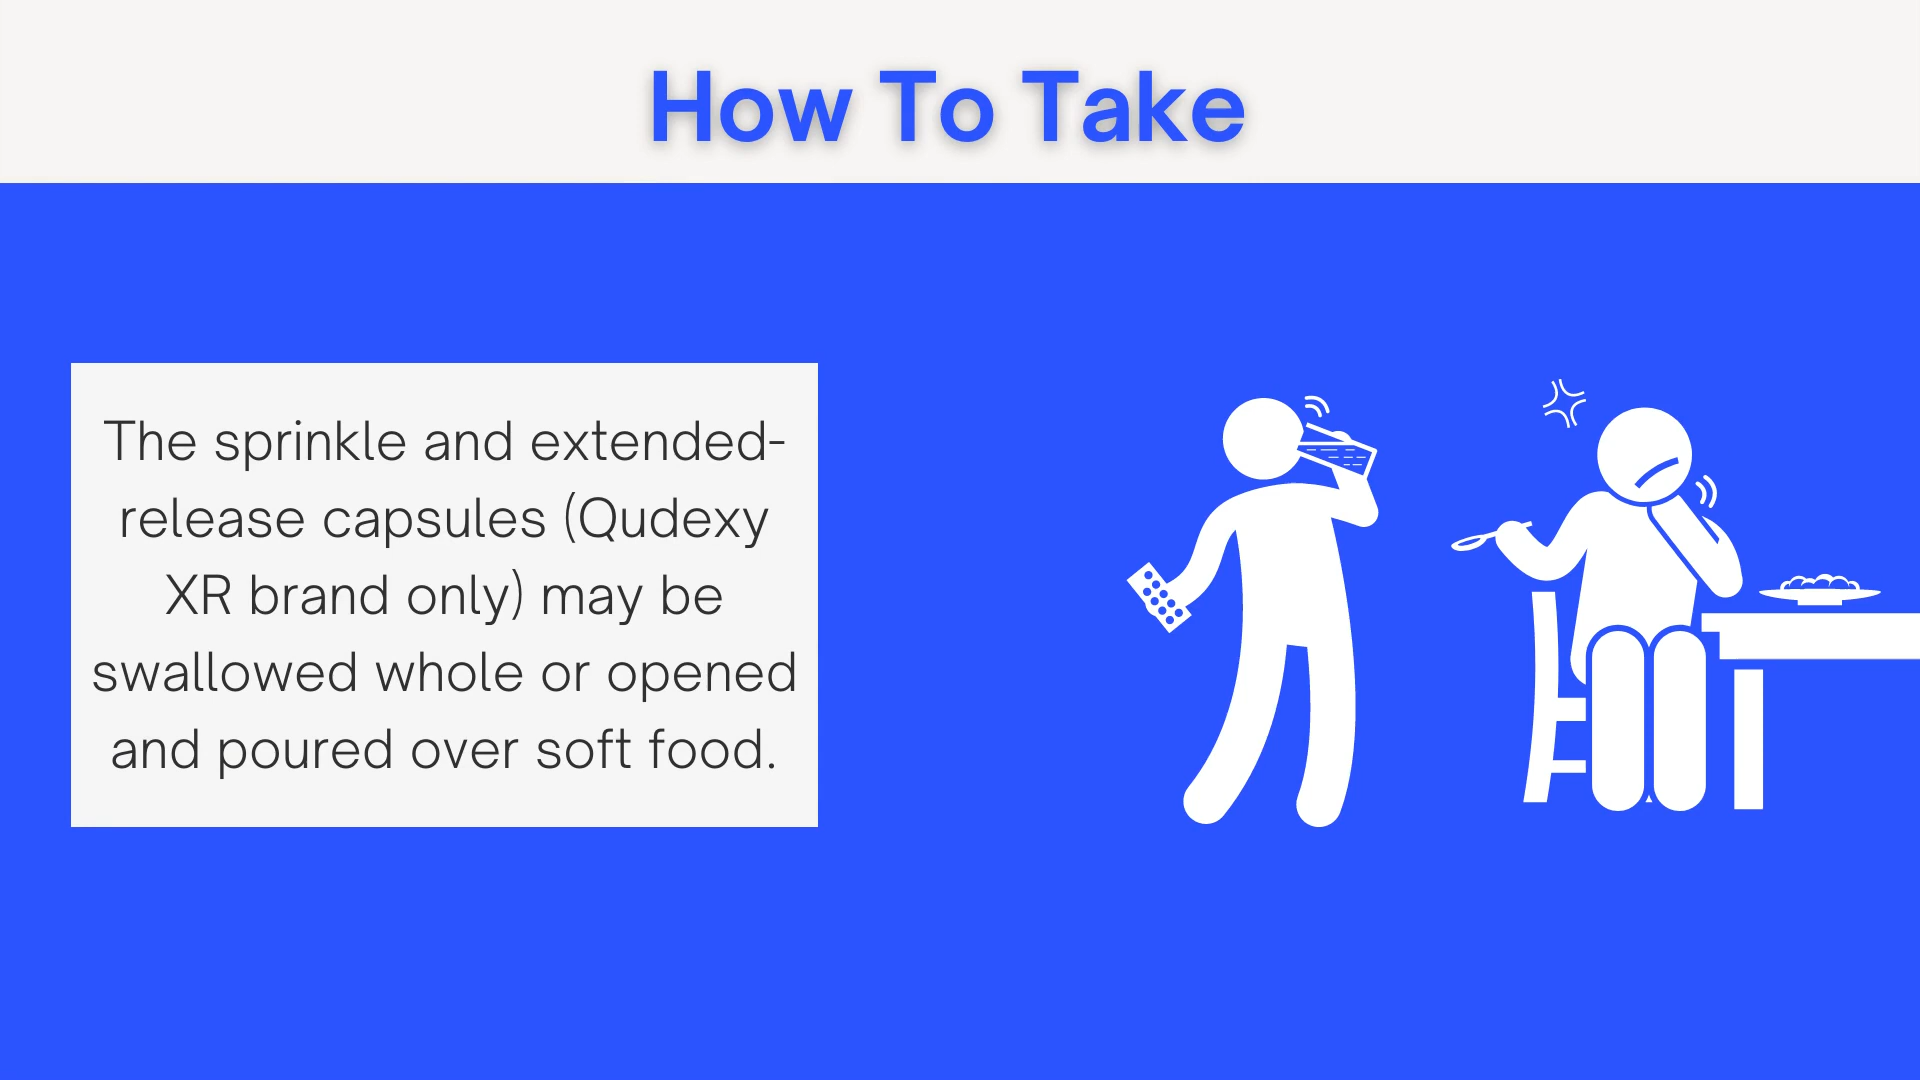 How To Take
The sprinkle and extended-
release capsules (Qudexy
XR brand only) may be
swallowed whole or opened
and poured over soft food.